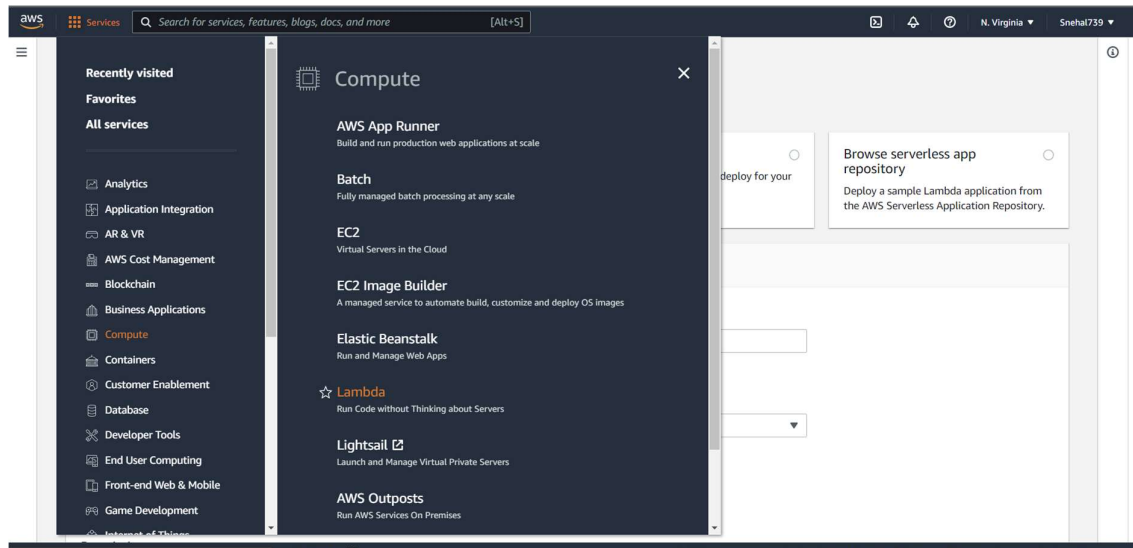 aws
Services
Search for services, features, blogs, docs, and more
[Alt+S]
N. Virginia ▼
Snehal739 ▼
Recently visited
Favorites
All services
Analytics
Application Integration
AR & VR
AWS Cost Management
Blockchain
Business Applications
Compute
Containers
Customer Enablement
Database
Developer Tools
End User Computing
Front-end Web & Mobile
Game Development
Internet of Things
Compute
AWS App Runner
Build and run production web applications at scale
Batch
Fully managed batch processing at any scale
EC2
Virtual Servers in the Cloud
EC2 Image Builder
A managed service to automate build, customize and deploy OS images
Elastic Beanstalk
Run and Manage Web Apps
Lambda
Run Code without Thinking about Servers
Lightsail
Launch and Manage Virtual Private Servers
AWS Outposts
Run AWS Services On Premises
deploy for your
Browse serverless app
repository
Deploy a sample Lambda application from
the AWS Serverless Application Repository.